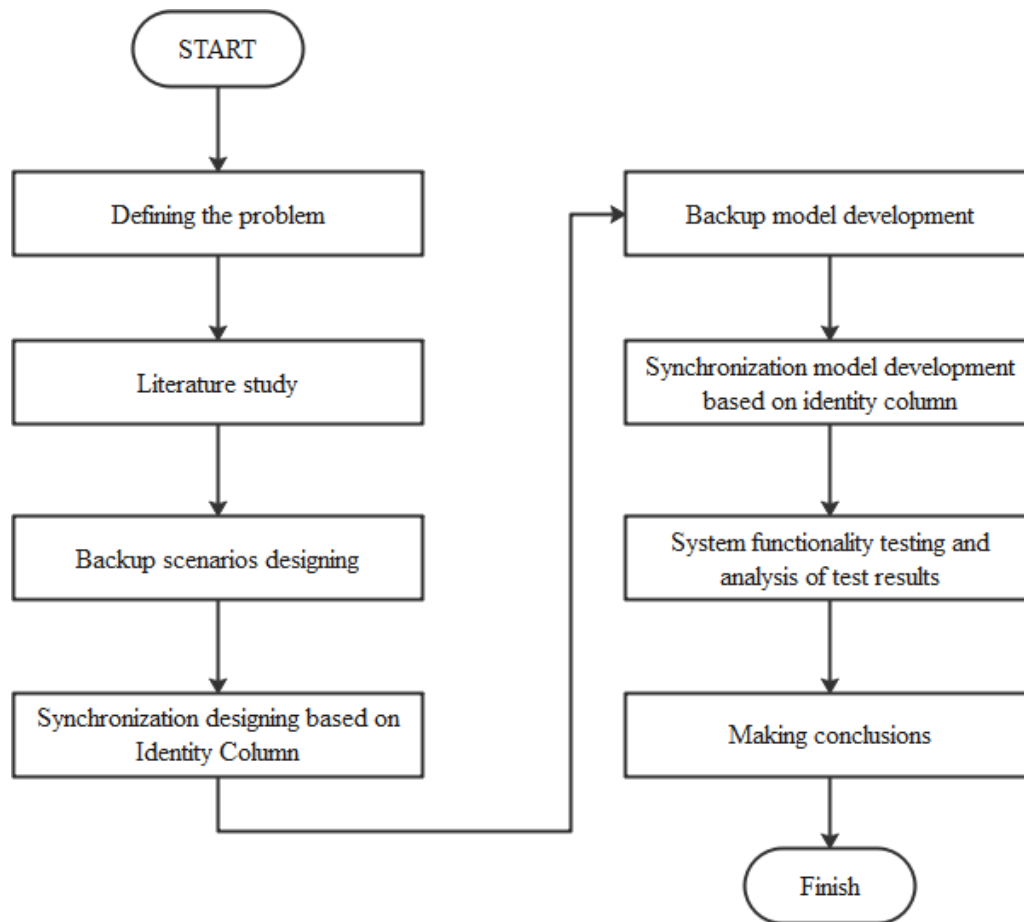 START
Defining the problem
Literature study
Backup scenarios designing
Synchronization designing based on
Identity Column
Backup model development
Synchronization model development
based on identity column
System functionality testing and
analysis of test results
Making conclusions
Finish